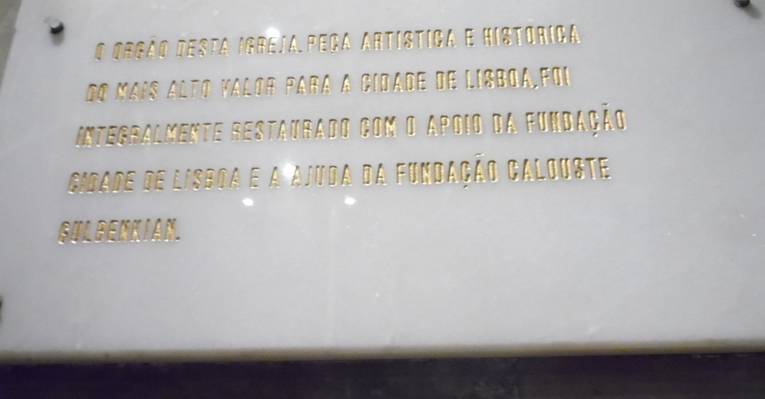 O ORGÃO DESTA IGREJA, PEÇA ARTISTICA E HISTORICA
DO MAIS ALTO VALOR PARA A CIDADE DE LISBOA, FOI
INTEGRALMENTE RESTAURADO COM O APOIO DA FUNDAÇÃO
CIDADE DE LISBOA E A AJUDA DA FUNDAÇÃO CALOUSTE
GULBENKIAN.